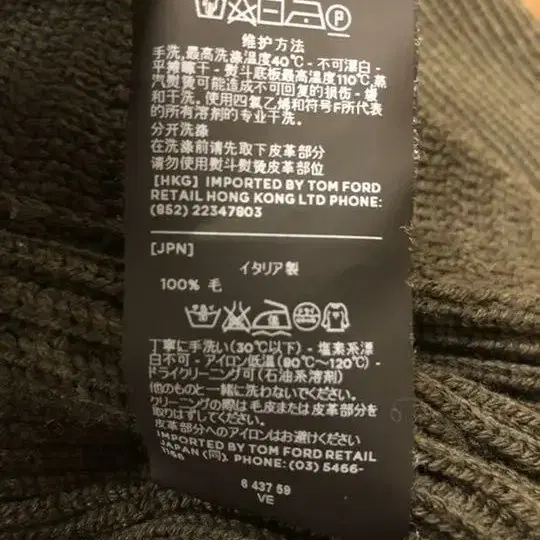 维护方法
手洗,最高洗涤温度40℃ - 不可漂白 -
平摊晾干 - 熨斗底板最高温度110℃,蒸
汽熨烫可能造成不可回复的损伤 - 缓
和干洗。使用四氯乙烯和符号F所代表
的所有溶剂的专业干洗。
分开洗涤
在洗涤前请先取下皮革部分
请勿使用熨斗熨烫皮革部位
[HKG] IMPORTED BY TOM FORD
RETAIL HONG KONG LTD PHONE:
(852) 22347803
[JPN]
イタリア製
100% 毛
丁寧に手洗い(30℃以下) - 塩素系漂
白不可 - アイロン低温(80℃~120℃) -
ドライクリーニング可(石油系溶剤)
他のものと一緒に洗わないでください。
クリーニングの際は毛皮または皮革部分を
取りはずしてください。
皮革部分へのアイロンはお避けください
IMPORTED BY TOM FORD RETAIL
JAPAN (同). PHONE: (03) 5466-
1166
6 437 59
VE